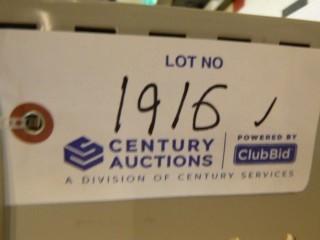 LOT NO
1916
CENTURY AUCTIONS
POWERED BY
ClubBid
A DIVISION OF CENTURY SERVICES